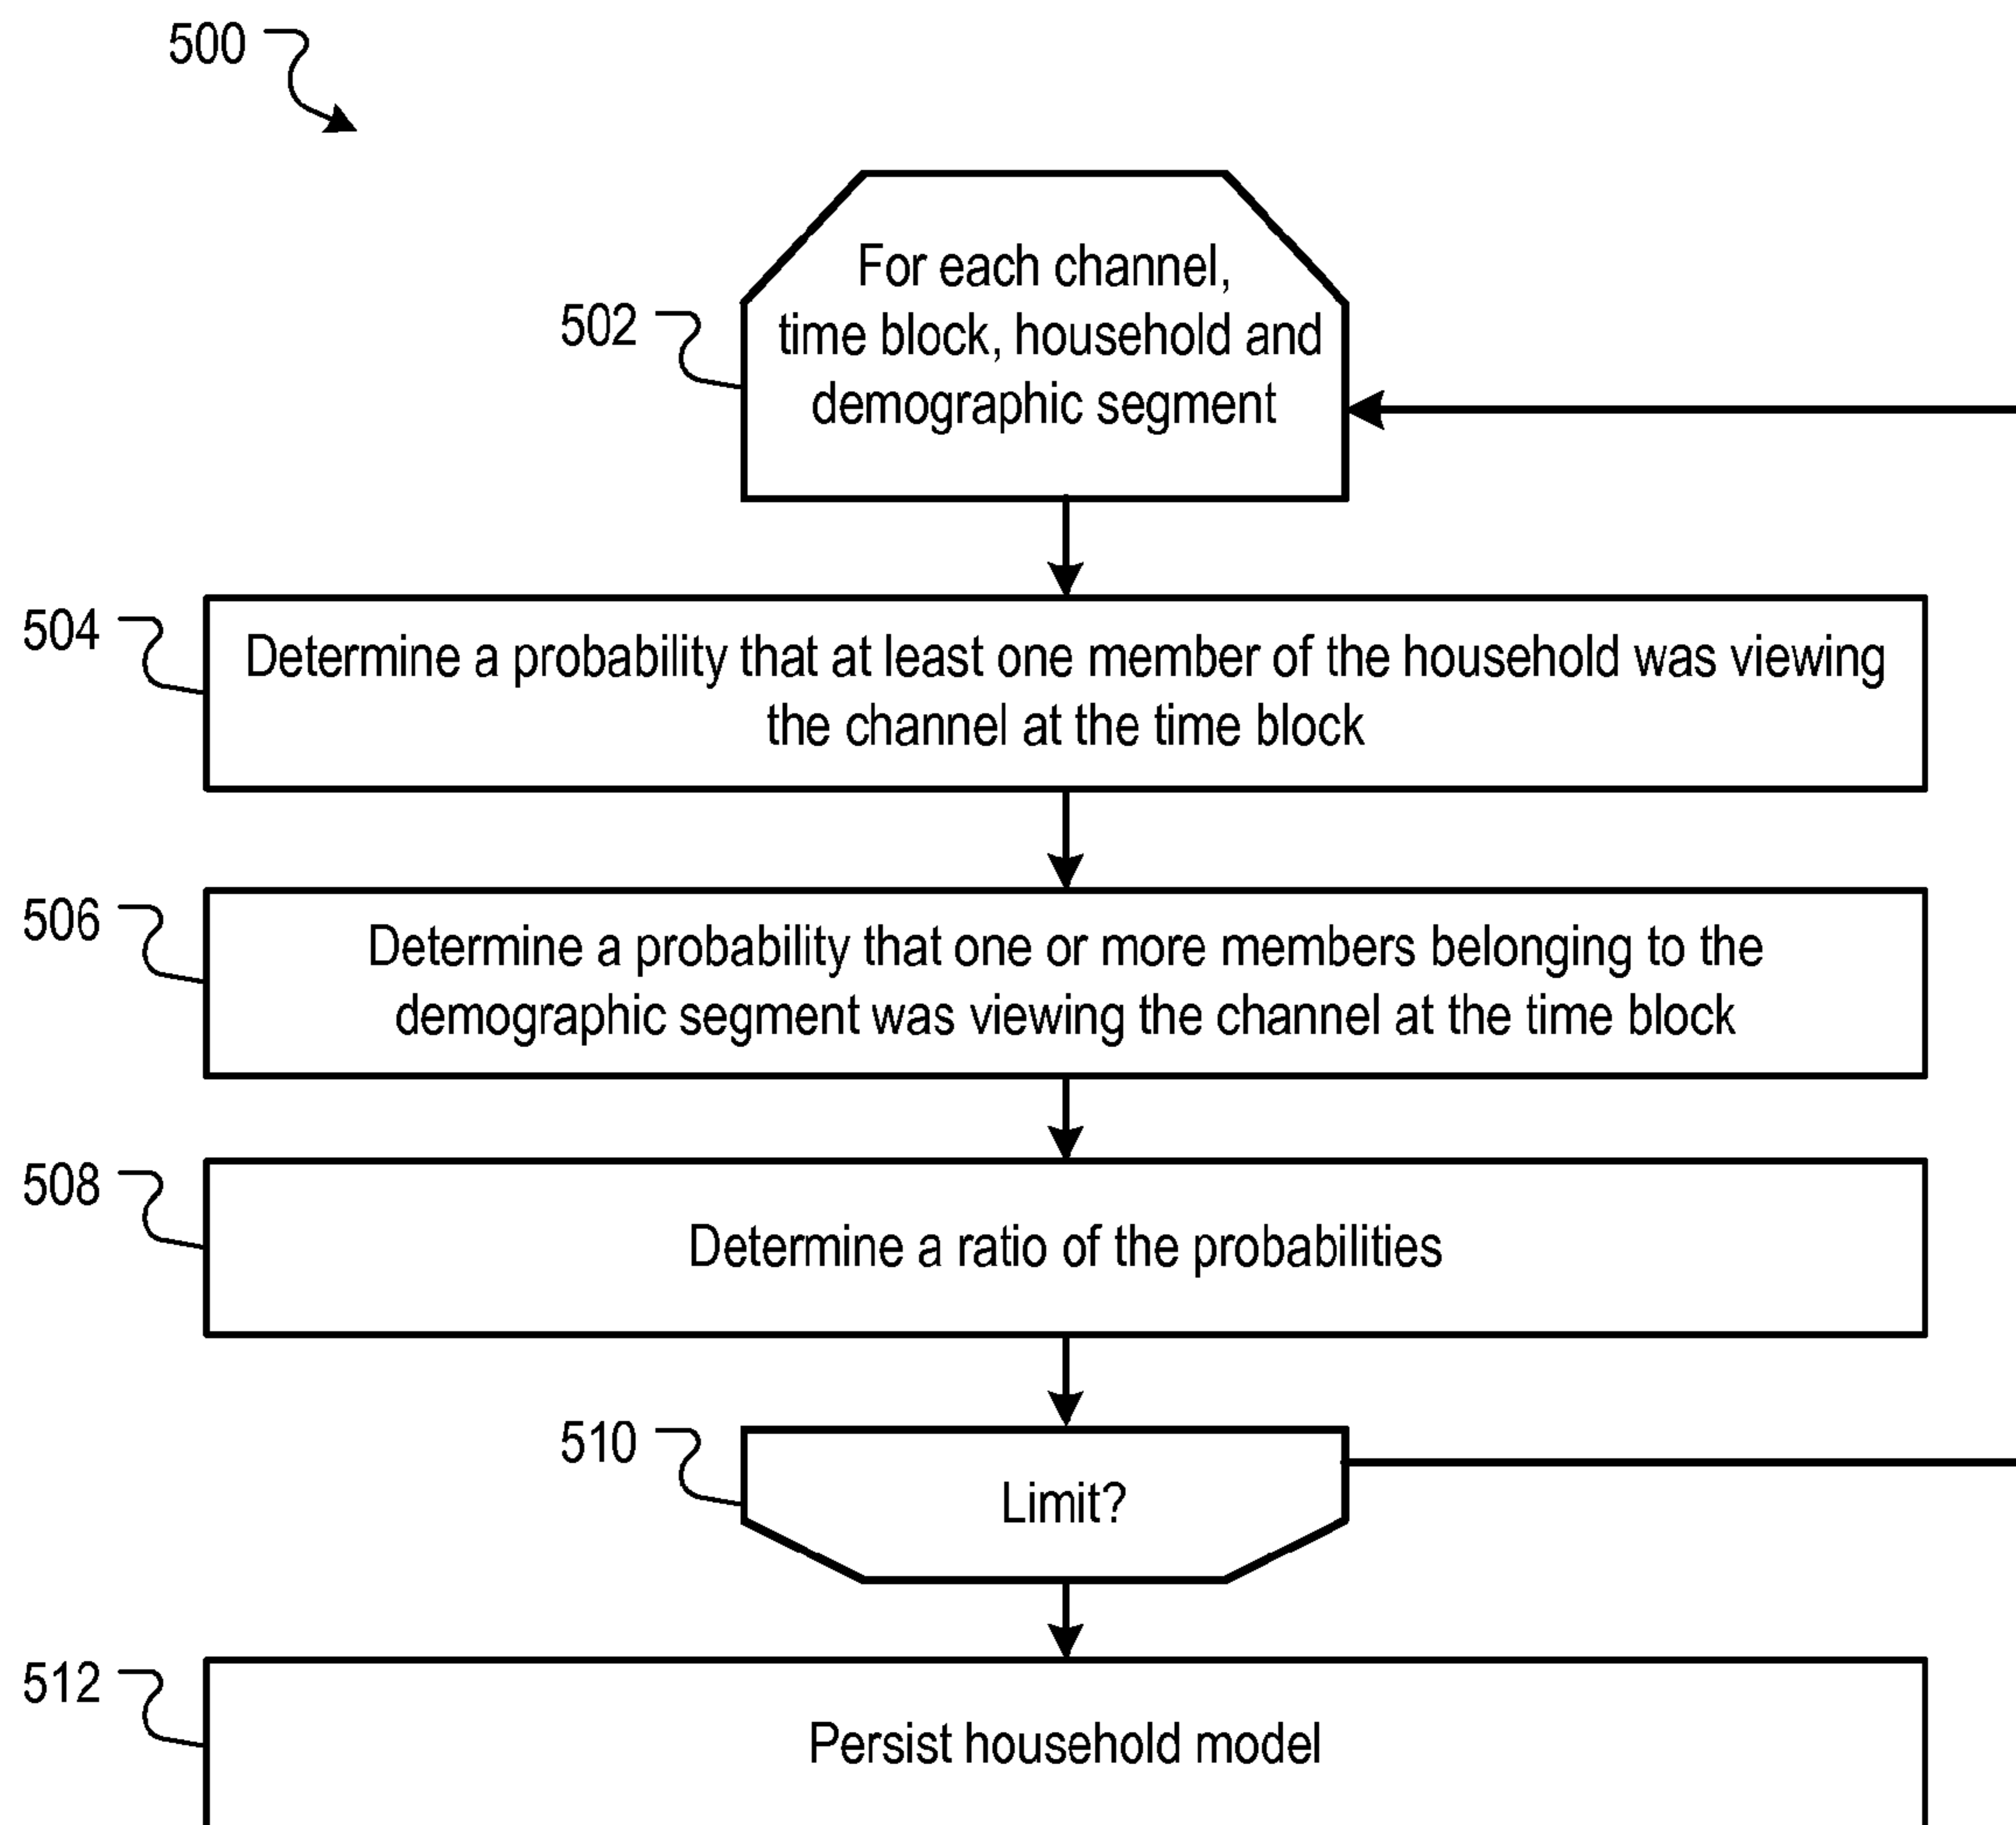 500
502
For each channel,
time block, household and
demographic segment
504
Determine a probability that at least one member of the household was viewing
the channel at the time block
506
Determine a probability that one or more members belonging to the
demographic segment was viewing the channel at the time block
508
Determine a ratio of the probabilities
510
Limit?
512
Persist household model